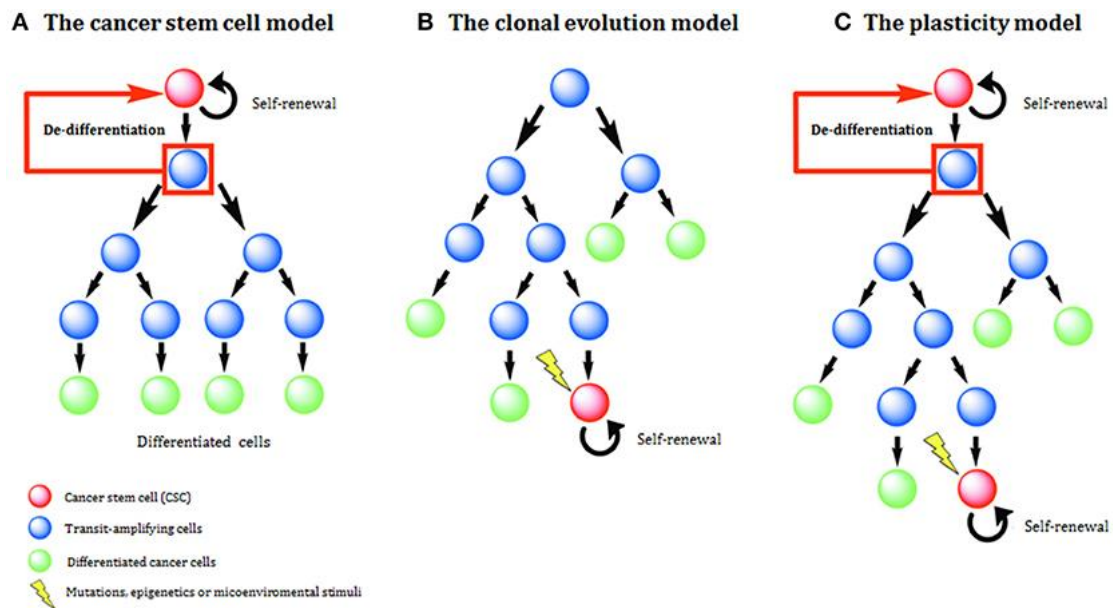 A The cancer stem cell model
Self-renewal
De-differentiation
Differentiated cells
B The clonal evolution model
Self-renewal
C The plasticity model
Self-renewal
De-differentiation
Self-renewal
Cancer stem cell (CSC)
Transit-amplifying cells
Differentiated cancer cells
Mutations, epigenetics or micoenviromental stimuli